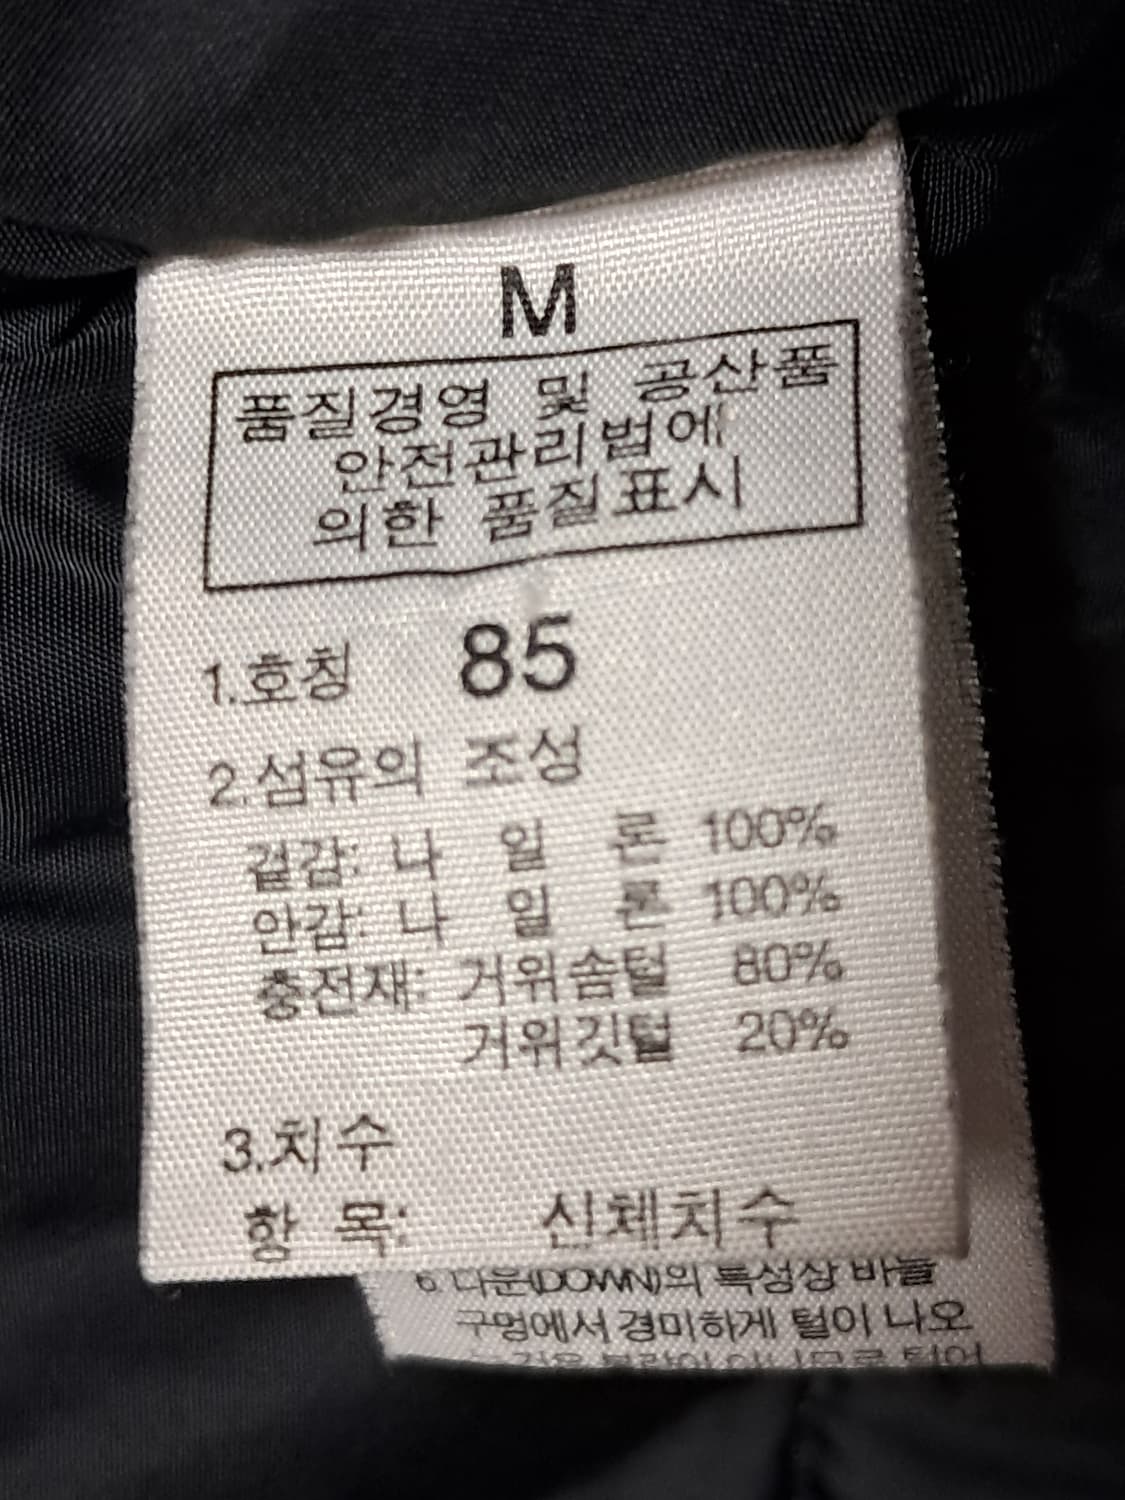 M
품질경영 및 공산품
안전관리법에
의한 품질표시
1.호칭 85
2.섬유의 조성
겉감: 나 일 론 100%
안감: 나 일 론 100%
충전재: 거위솜털 80%
거위깃털 20%
3.치수
항 목: 신체치수
6.다운(DOWN)의 특성상 바늘
구멍에서 경미하게 털이 나오